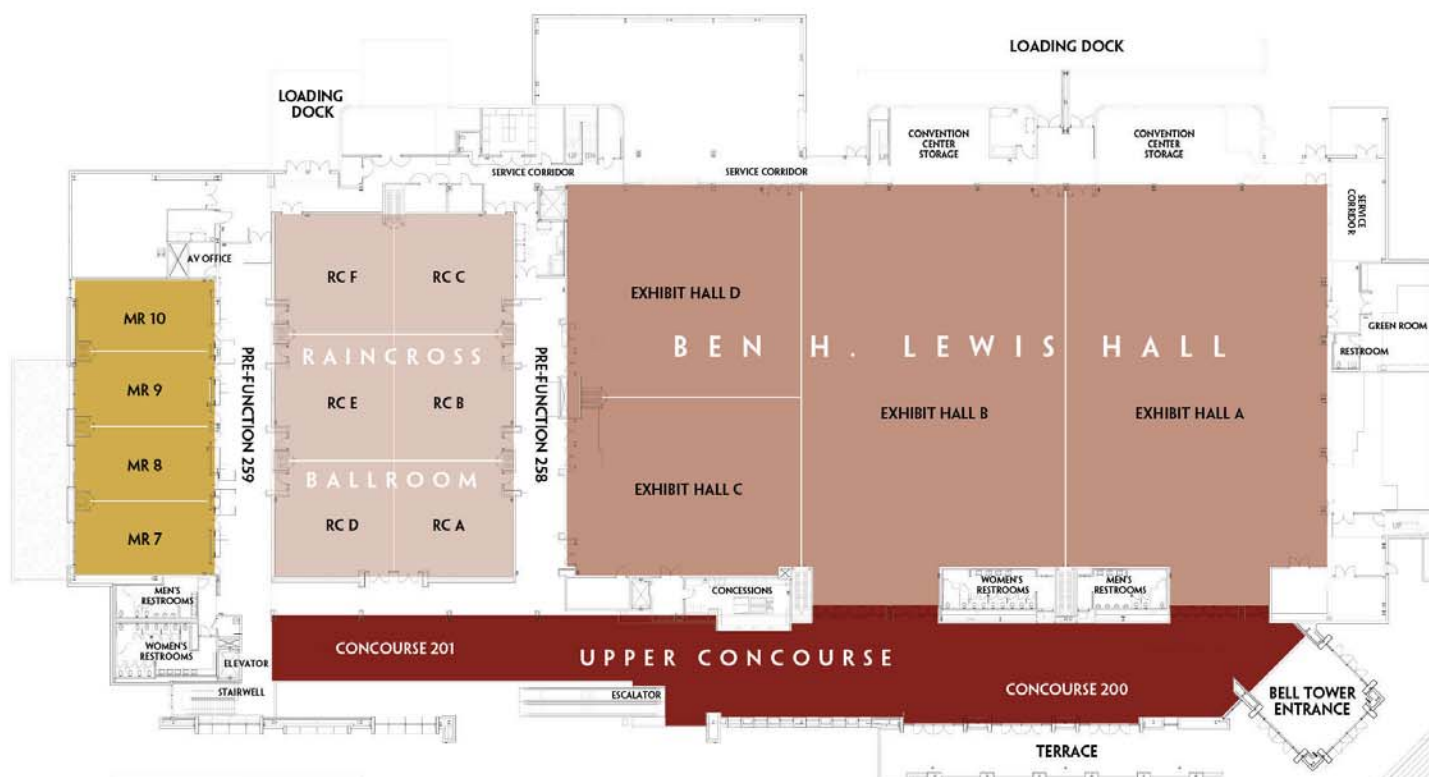 LOADING DOCK
LOADING
DOCK
CONVENTION
CENTER
STORAGE
CONVENTION
CENTER
STORAGE
UP
DN
UP
SERVICE CORRIDOR
SERVICE CORRIDOR
SERVICE
CORRIDOR
AV OFFICE
RC F
RC C
EXHIBIT HALL D
MR 10
GREEN ROOM
RESTROOM
BEN H. LEWIS HALL
RAINCROSS
PRE-FUNCTION 259
PRE-FUNCTION 258
MR 9
RC E
RC B
EXHIBIT HALL B
EXHIBIT HALL A
MR 8
BALLROOM
EXHIBIT HALL C
RC D
RC A
MR 7
UP
MEN'S
RESTROOMS
CONCESSIONS
WOMEN'S
RESTROOMS
MEN'S
RESTROOMS
WOMEN'S
RESTROOMS
CONCOURSE 201
UPPER CONCOURSE
ELEVATOR
STAIRWELL
ESCALATOR
CONCOURSE 200
BELL TOWER
ENTRANCE
TERRACE